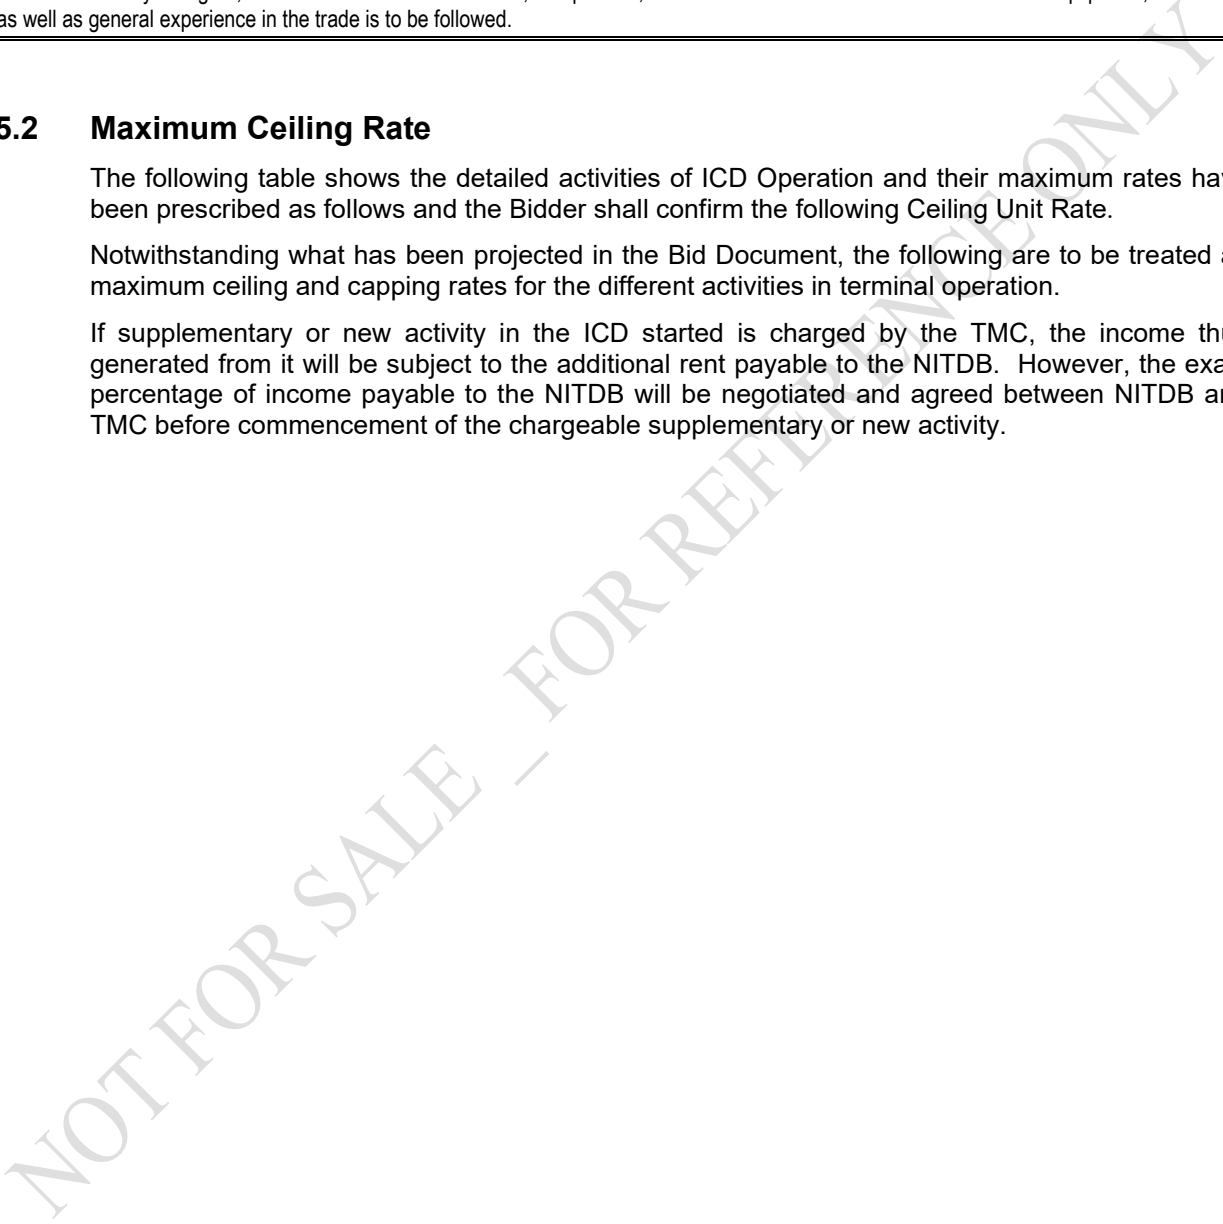 as well as general experience in the trade is to be followed.
5.2 Maximum Ceiling Rate
The following table shows the detailed activities of ICD Operation and their maximum rates hav
been prescribed as follows and the Bidder shall confirm the following Ceiling Unit Rate.
Notwithstanding what has been projected in the Bid Document, the following are to be treated a
maximum ceiling and capping rates for the different activities in terminal operation.
If supplementary or new activity in the ICD started is charged by the TMC, the income thu
generated from it will be subject to the additional rent payable to the NITDB. However, the exa
percentage of income payable to the NITDB will be negotiated and agreed between NITDB an
TMC before commencement of the chargeable supplementary or new activity.
NOT FOR SALE _ FOR REFERENCE ONLY